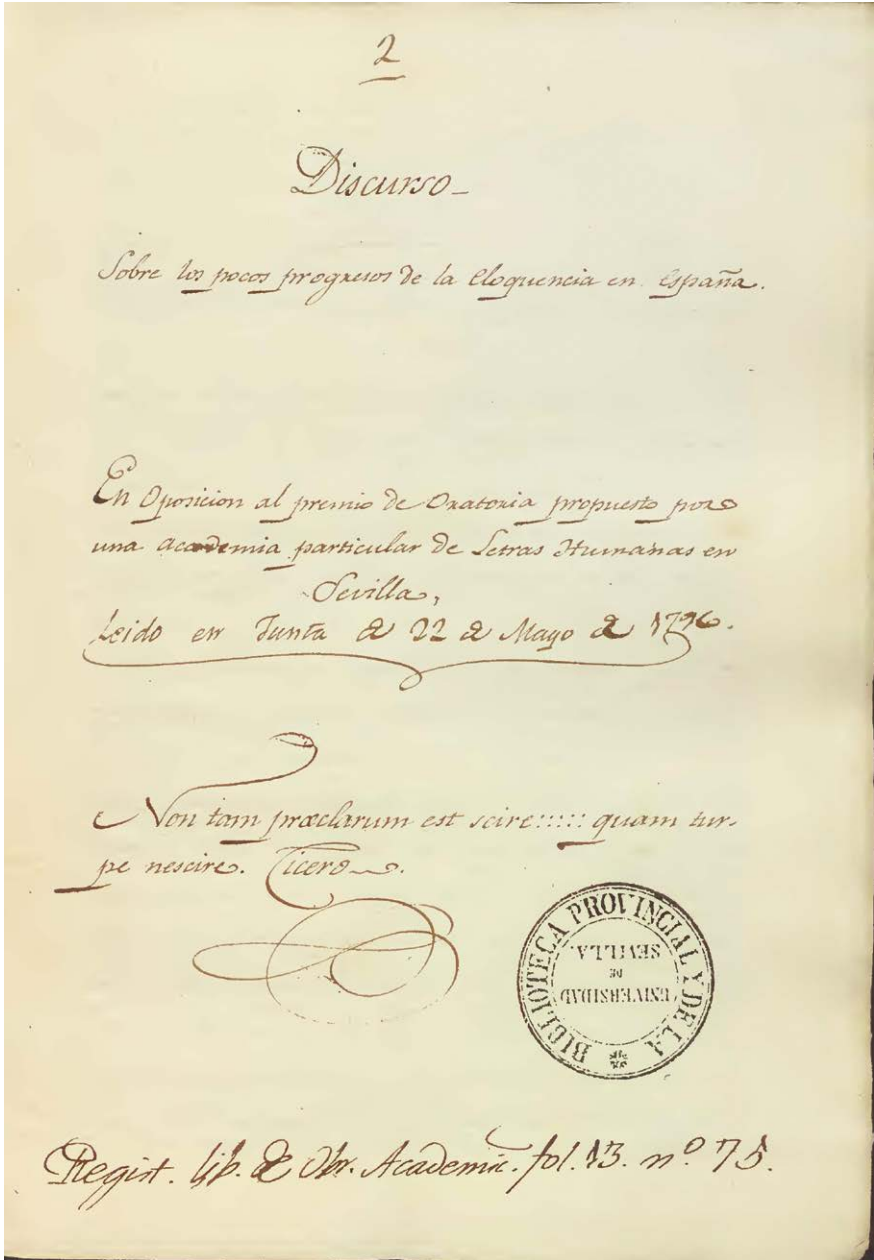 2
Discurso_
Sobre los pocos progresos de la Eloquencia en España.
En Oposicion al premio de Oratoria propuesto por
una academia particular de Letras Humanas en
Sevilla,
Leido en Junta de 22 de Mayo de 1796.
Non tam præclarum est scire::::: quam tur-
pe nescire. Cicero.
BIBLIOTECA PROVINCIAL Y DE LA
UNIVERSIDAD
DE
SEVILLA.
Regist. lib. de Obr. Academic. fol. 13. nº. 75.